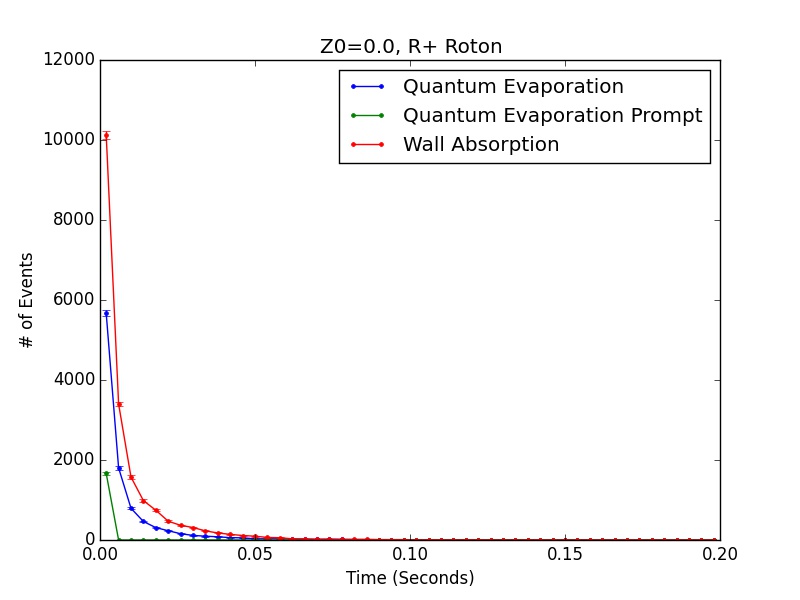 Z0=0.0, R+ Roton
12000
10000
8000
6000
4000
2000
0
# of Events
Quantum Evaporation
Quantum Evaporation Prompt
Wall Absorption
0.00 0.05 0.10 0.15 0.20
Time (Seconds)